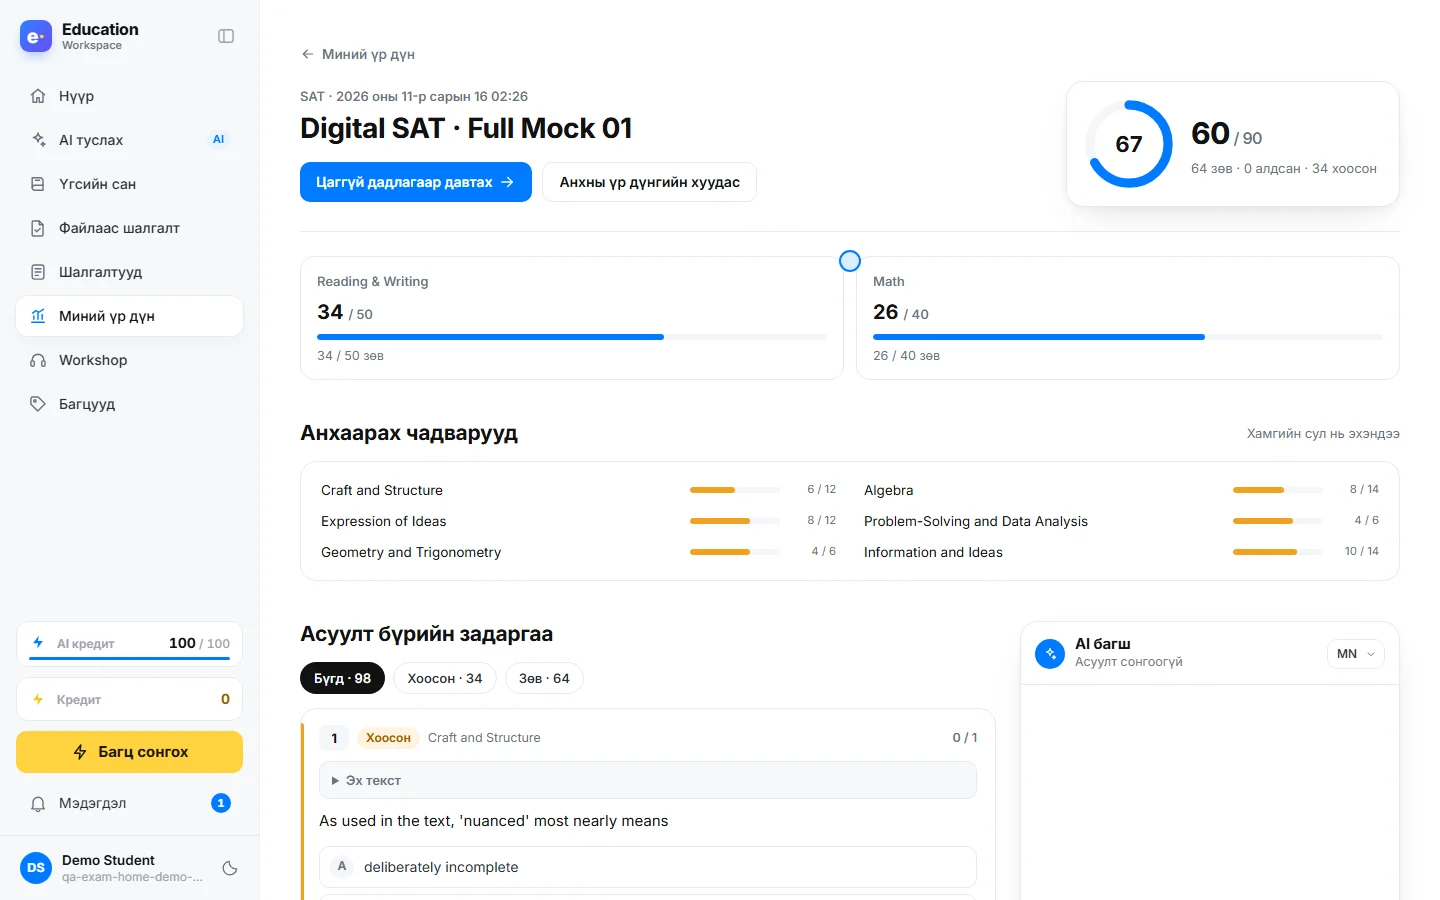 Education
Workspace
Нүүр
AI туслах AI
Үгсийн сан
Файлаас шалгалт
Шалгалтууд
Миний үр дүн
Workshop
Багцууд
AI кредит 100 / 100
Кредит 0
Багц сонгох
Мэдэгдэл 1
DS Demo Student
qa-exam-home-demo-...
← Миний үр дүн
SAT · 2026 оны 11-р сарын 16 02:26
Digital SAT · Full Mock 01
Цаггүй дадлагаар давтах →
Анхны үр дүнгийн хуудас
67
60 / 90
64 зөв · 0 алдсан · 34 хоосон
Reading & Writing
34 / 50
34 / 50 зөв
Math
26 / 40
26 / 40 зөв
Анхаарах чадварууд
Хамгийн сул нь эхэндээ
Craft and Structure 6 / 12
Algebra 8 / 14
Expression of Ideas 8 / 12
Problem-Solving and Data Analysis 4 / 6
Geometry and Trigonometry 4 / 6
Information and Ideas 10 / 14
Асуулт бүрийн задаргаа
Бүгд · 98
Хоосон · 34
Зөв · 64
1 Хоосон Craft and Structure 0 / 1
Эх текст
As used in the text, 'nuanced' most nearly means
A deliberately incomplete
AI багш
Асуулт сонгоогүй
MN